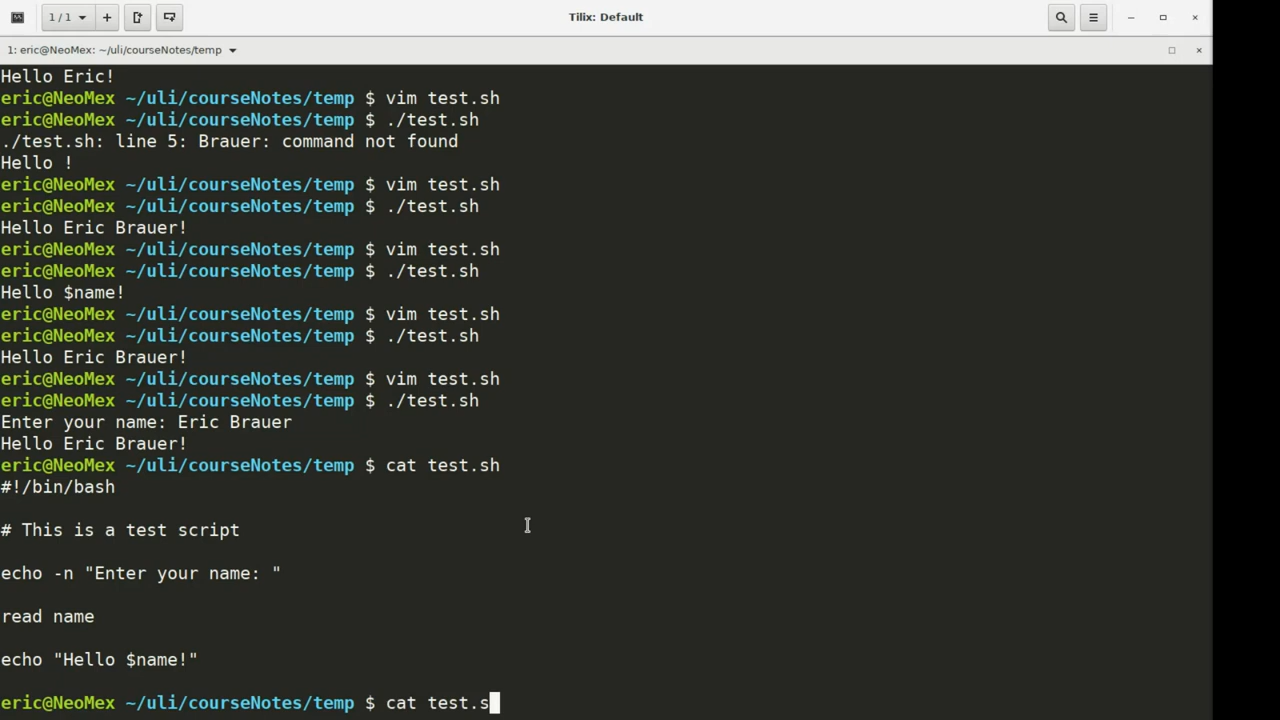 1 / 1
Tilix: Default
1: eric@NeoMex: ~/uli/courseNotes/temp
Hello Eric!
eric@NeoMex ~/uli/courseNotes/temp $ vim test.sh
eric@NeoMex ~/uli/courseNotes/temp $ ./test.sh
./test.sh: line 5: Brauer: command not found
Hello !
eric@NeoMex ~/uli/courseNotes/temp $ vim test.sh
eric@NeoMex ~/uli/courseNotes/temp $ ./test.sh
Hello Eric Brauer!
eric@NeoMex ~/uli/courseNotes/temp $ vim test.sh
eric@NeoMex ~/uli/courseNotes/temp $ ./test.sh
Hello $name!
eric@NeoMex ~/uli/courseNotes/temp $ vim test.sh
eric@NeoMex ~/uli/courseNotes/temp $ ./test.sh
Hello Eric Brauer!
eric@NeoMex ~/uli/courseNotes/temp $ vim test.sh
eric@NeoMex ~/uli/courseNotes/temp $ ./test.sh
Enter your name: Eric Brauer
Hello Eric Brauer!
eric@NeoMex ~/uli/courseNotes/temp $ cat test.sh
#!/bin/bash
# This is a test script
echo -n "Enter your name: "
read name
echo "Hello $name!"
eric@NeoMex ~/uli/courseNotes/temp $ cat test.s